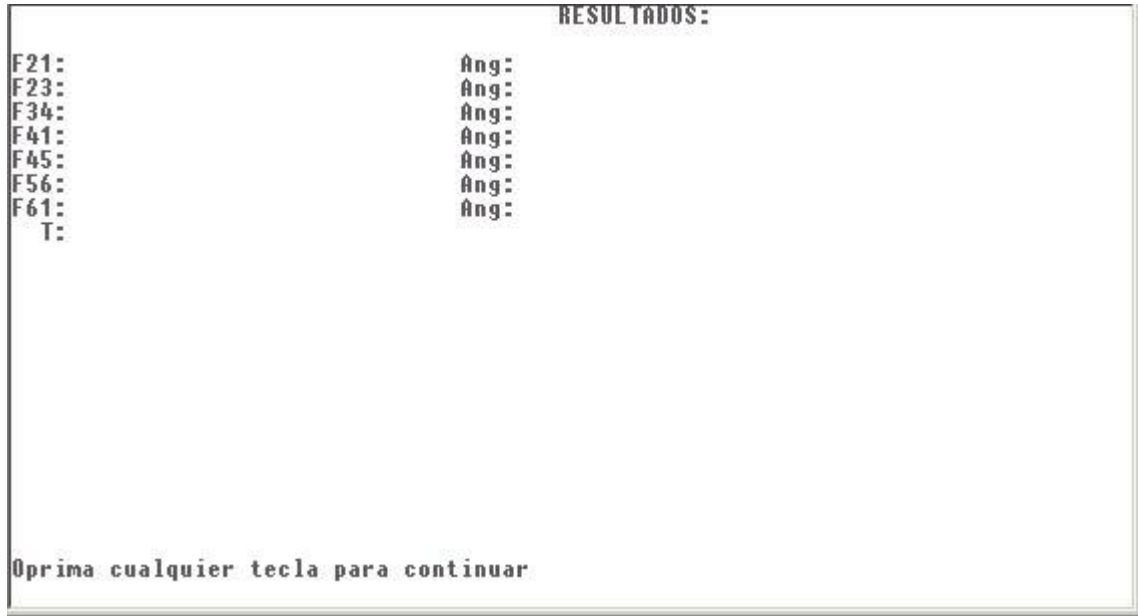 RESULTADOS:
F21: Ang:
F23: Ang:
F34: Ang:
F41: Ang:
F45: Ang:
F56: Ang:
F61: Ang:
T:
Oprima cualquier tecla para continuar